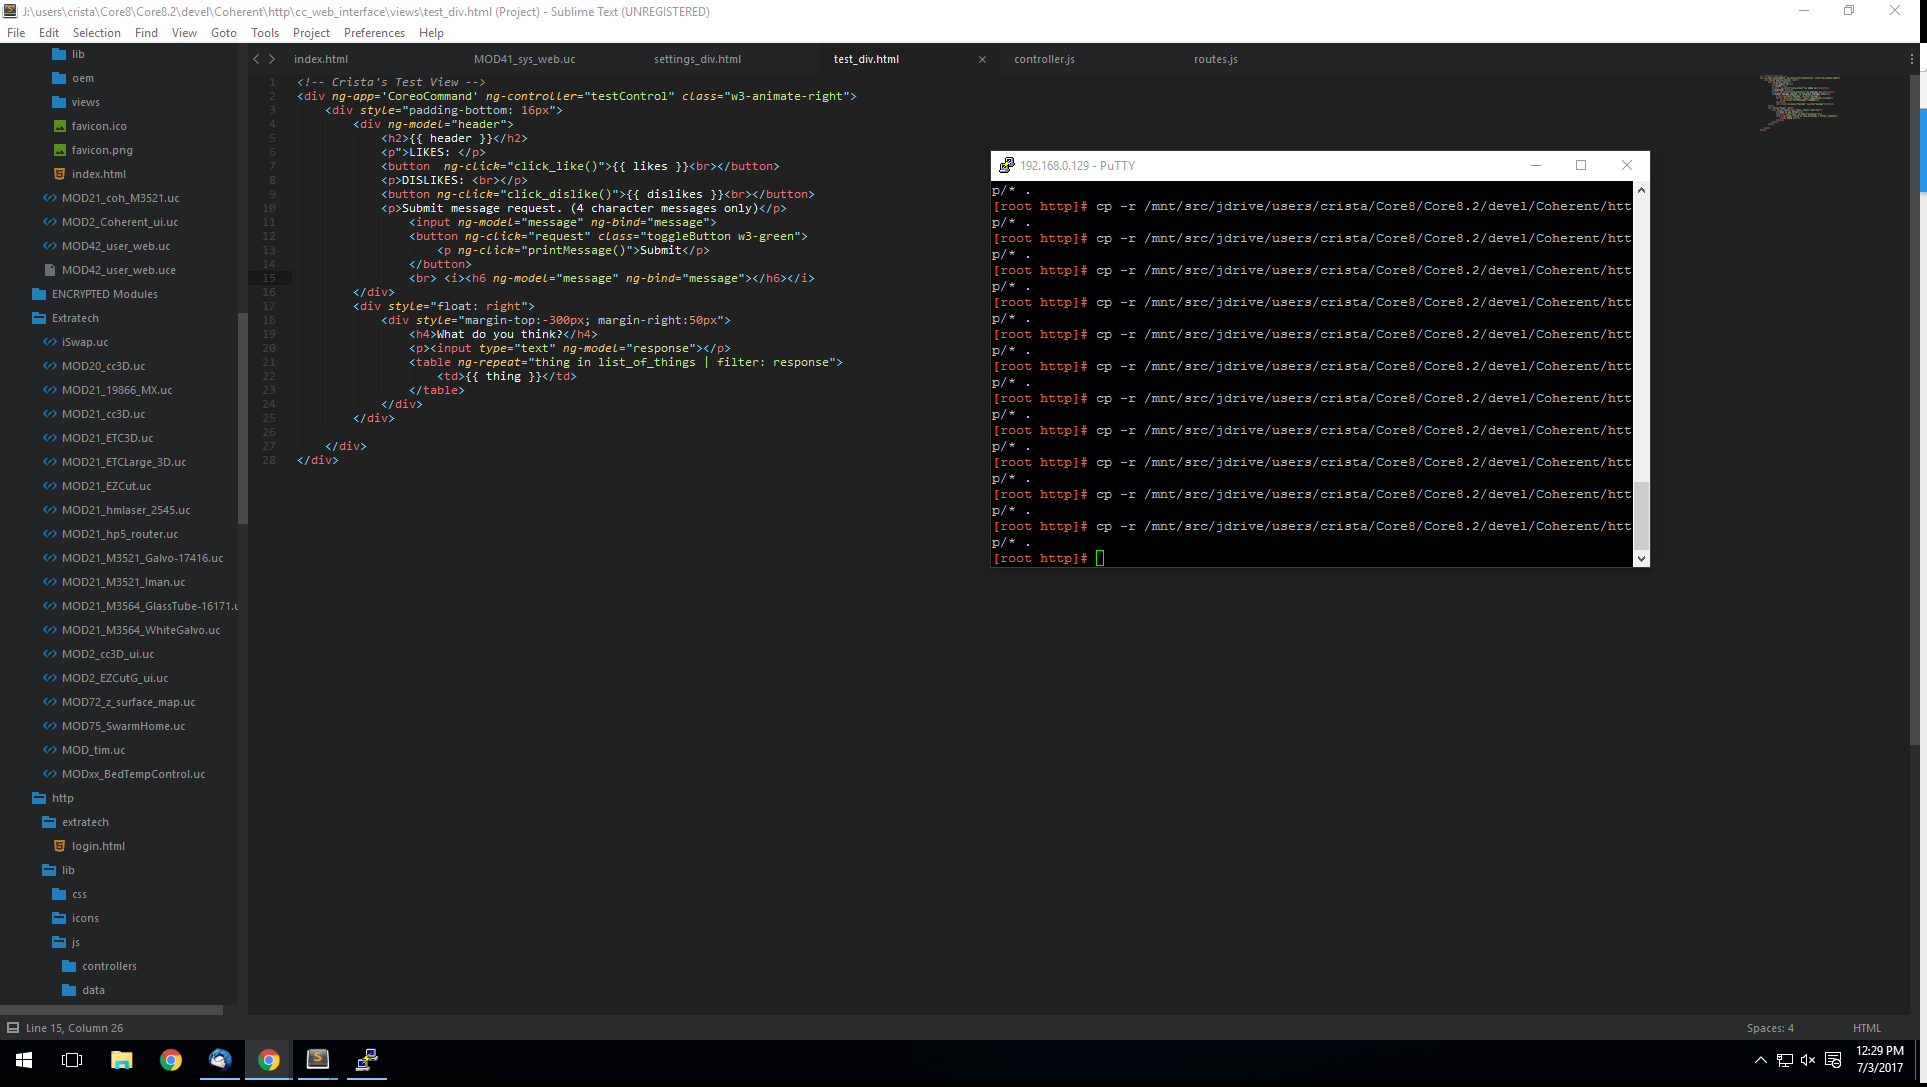 J:\users\crista\Core8\Core8.2\devel\Coherent\http\cc_web_interface\views\test_div.html (Project) - Sublime Text (UNREGISTERED)
File Edit Selection Find View Goto Tools Project Preferences Help
lib
oem
views
favicon.ico
favicon.png
index.html
MOD21_coh_M3521.uc
MOD2_Coherent_ui.uc
MOD42_user_web.uc
MOD42_user_web.uce
ENCRYPTED Modules
Extratech
iSwap.uc
MOD20_cc3D.uc
MOD21_19866_MX.uc
MOD21_cc3D.uc
MOD21_ETC3D.uc
MOD21_ETCLarge_3D.uc
MOD21_EZCut.uc
MOD21_hmlaser_2545.uc
MOD21_hp5_router.uc
MOD21_M3521_Galvo-17416.uc
MOD21_M3521_Iman.uc
MOD21_M3564_GlassTube-16171.u
MOD21_M3564_WhiteGalvo.uc
MOD2_cc3D_ui.uc
MOD2_EZCutG_ui.uc
MOD72_z_surface_map.uc
MOD75_SwarmHome.uc
MOD_tim.uc
MODxx_BedTempControl.uc
http
extratech
login.html
lib
css
icons
js
controllers
data
index.html MOD41_sys_web.uc settings_div.html test_div.html controller.js routes.js
1 <!-- Crista's Test View -->
2 <div ng-app='CoreoCommand' ng-controller="testControl" class="w3-animate-right">
3 <div style="padding-bottom: 16px">
4 <div ng-model="header">
5 <h2>{{ header }}</h2>
6 <p">LIKES: </p>
7 <button  ng-click="click_like()">{{ likes }}<br></button>
8 <p>DISLIKES: <br></p>
9 <button ng-click="click_dislike()">{{ dislikes }}<br></button>
10 <p>Submit message request. (4 character messages only)</p>
11 <input ng-model="message" ng-bind="message">
12 <button ng-click="request" class="toggleButton w3-green">
13 <p ng-click="printMessage()">Submit</p>
14 </button>
15 <br> <i><h6 ng-model="message" ng-bind="message"></h6></i>
16 </div>
17 <div style="float: right">
18 <div style="margin-top:-300px; margin-right:50px">
19 <h4>What do you think?</h4>
20 <p><input type="text" ng-model="response"></p>
21 <table ng-repeat="thing in list_of_things | filter: response">
22 <td>{{ thing }}</td>
23 </table>
24 </div>
25 </div>
26
27 </div>
28 </div>
192.168.0.129 - PuTTY
p/* .
[root http]# cp -r /mnt/src/jdrive/users/crista/Core8/Core8.2/devel/Coherent/htt
p/* .
[root http]# cp -r /mnt/src/jdrive/users/crista/Core8/Core8.2/devel/Coherent/htt
p/* .
[root http]# cp -r /mnt/src/jdrive/users/crista/Core8/Core8.2/devel/Coherent/htt
p/* .
[root http]# cp -r /mnt/src/jdrive/users/crista/Core8/Core8.2/devel/Coherent/htt
p/* .
[root http]# cp -r /mnt/src/jdrive/users/crista/Core8/Core8.2/devel/Coherent/htt
p/* .
[root http]# cp -r /mnt/src/jdrive/users/crista/Core8/Core8.2/devel/Coherent/htt
p/* .
[root http]# cp -r /mnt/src/jdrive/users/crista/Core8/Core8.2/devel/Coherent/htt
p/* .
[root http]# cp -r /mnt/src/jdrive/users/crista/Core8/Core8.2/devel/Coherent/htt
p/* .
[root http]# cp -r /mnt/src/jdrive/users/crista/Core8/Core8.2/devel/Coherent/htt
p/* .
[root http]# cp -r /mnt/src/jdrive/users/crista/Core8/Core8.2/devel/Coherent/htt
p/* .
[root http]# cp -r /mnt/src/jdrive/users/crista/Core8/Core8.2/devel/Coherent/htt
p/* .
[root http]#
Line 15, Column 26
Spaces: 4
HTML
12:29 PM
7/3/2017